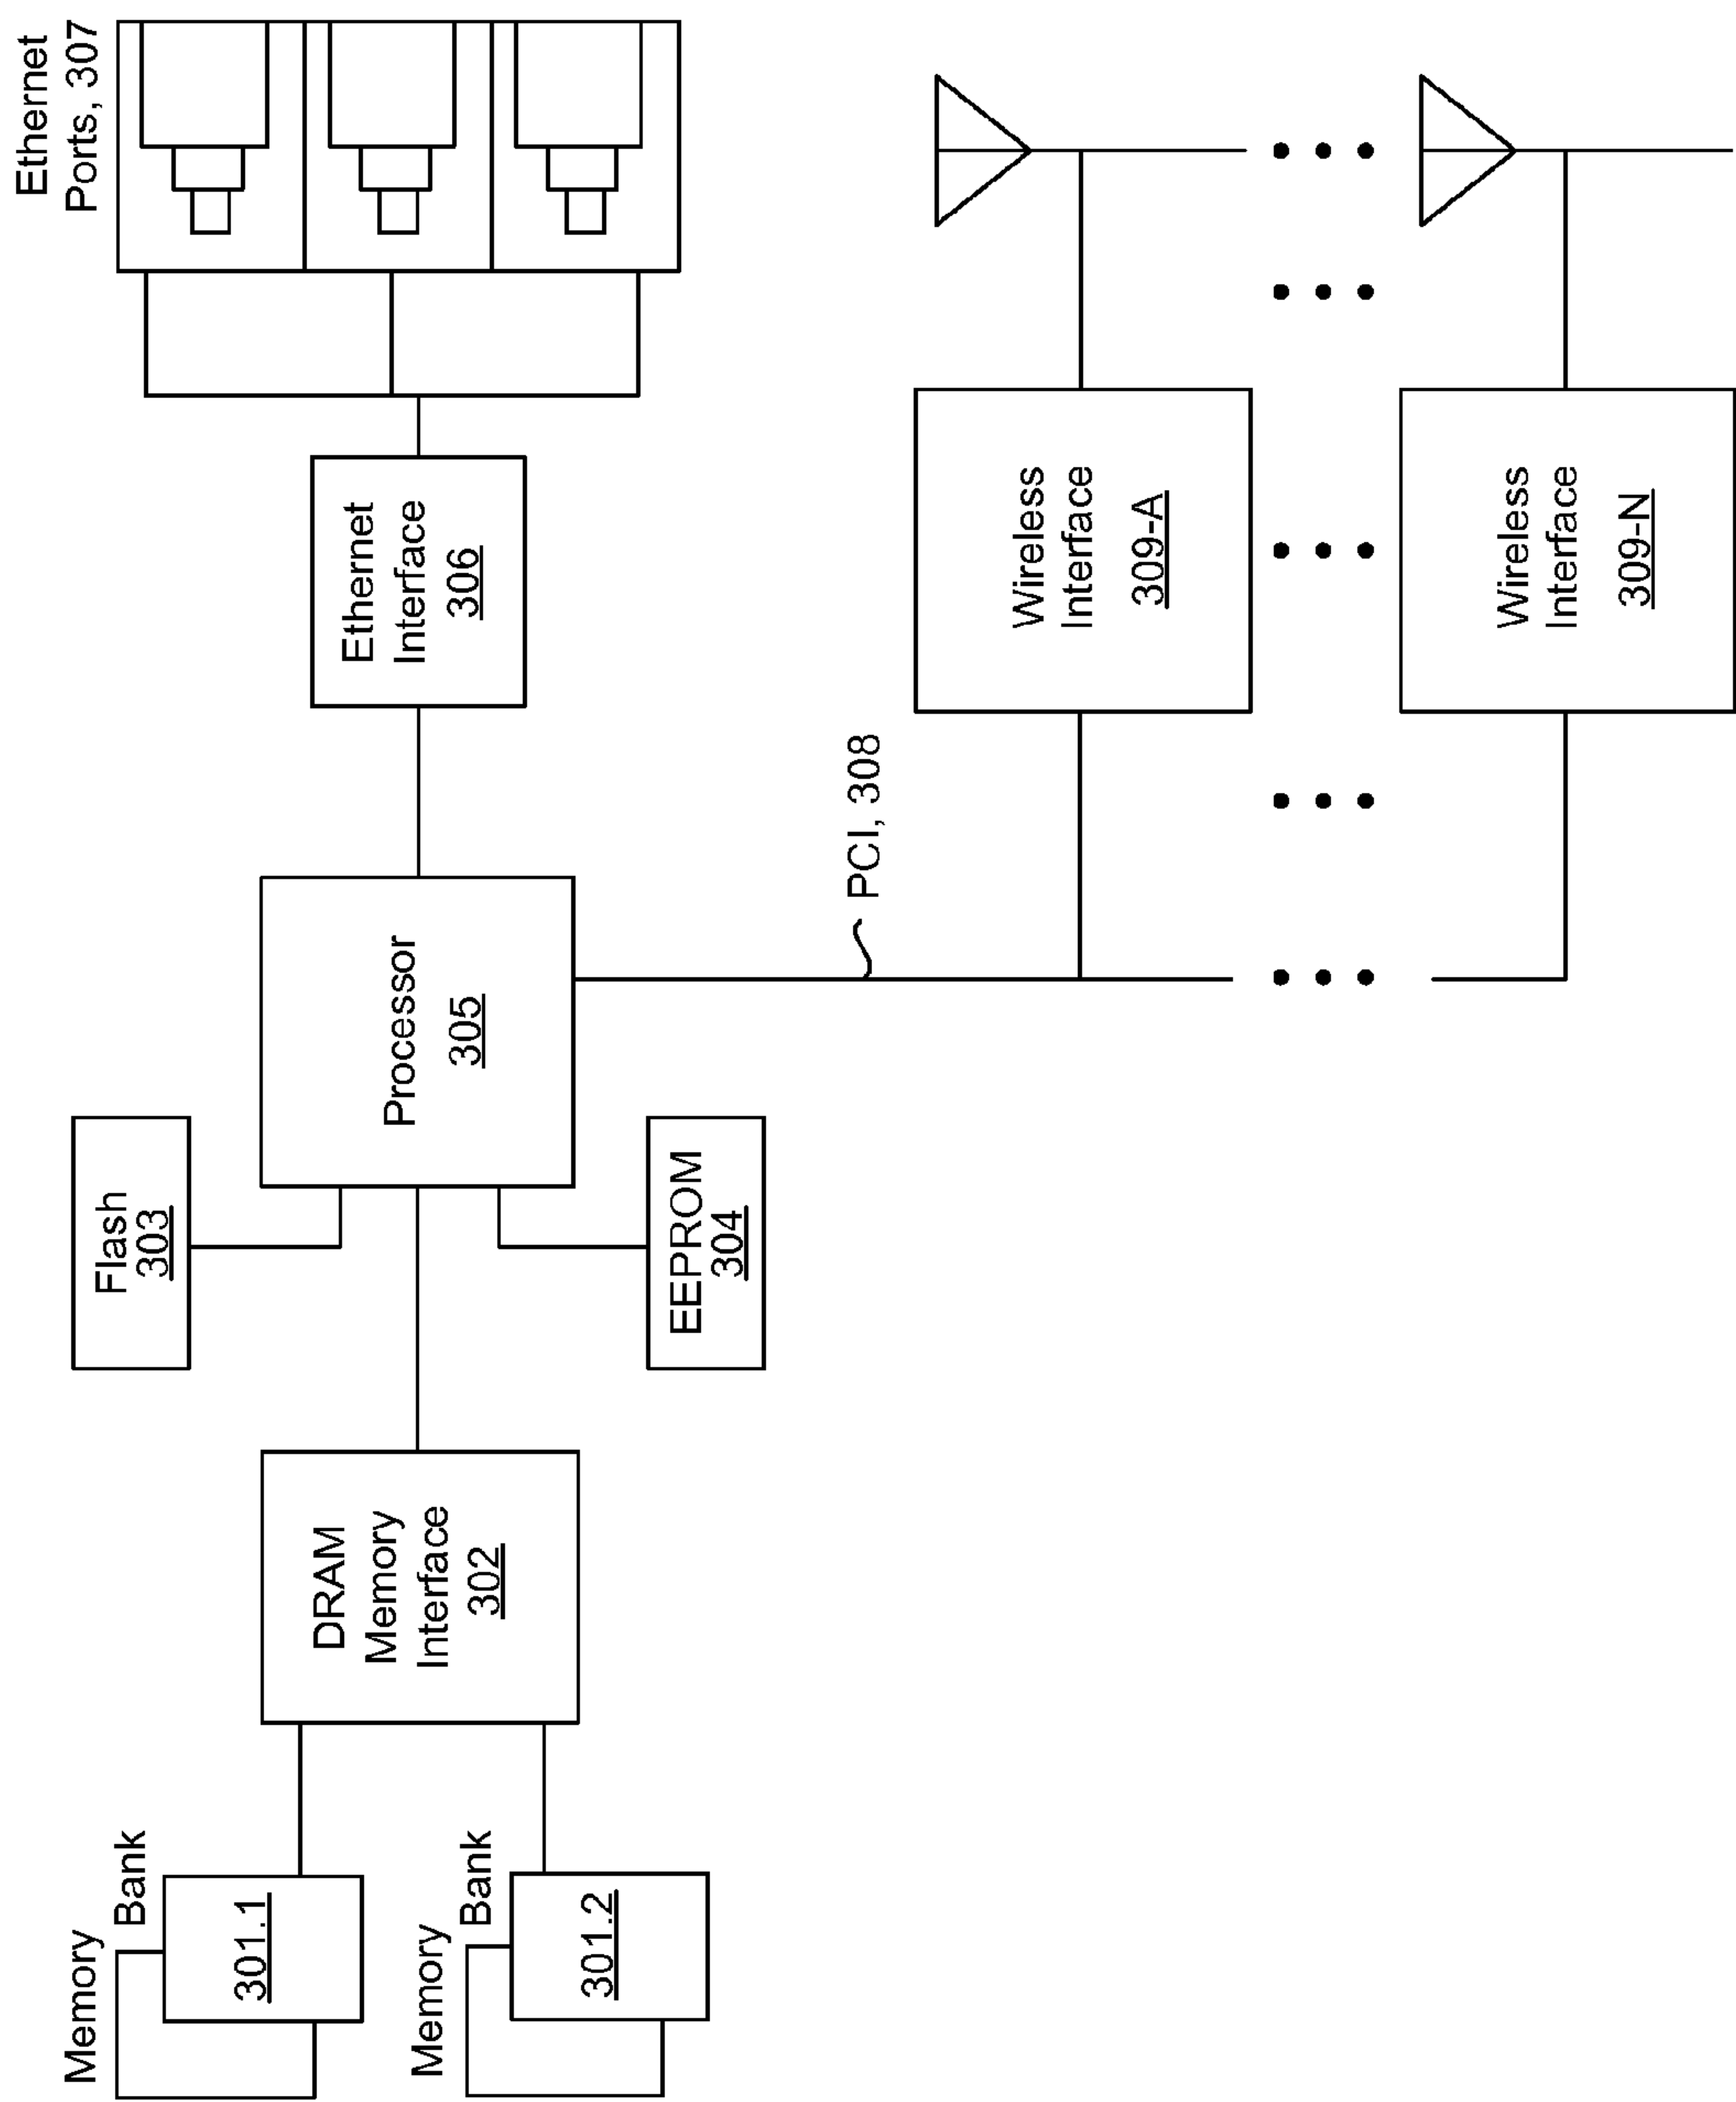 Memory
Bank
301.1
Memory
Bank
301.2
DRAM
Memory
Interface
302
Flash
303
EEPROM
304
Processor
305
Ethernet
Interface
306
Ethernet
Ports, 307
PCI, 308
Wireless
Interface
309-A
Wireless
Interface
309-N